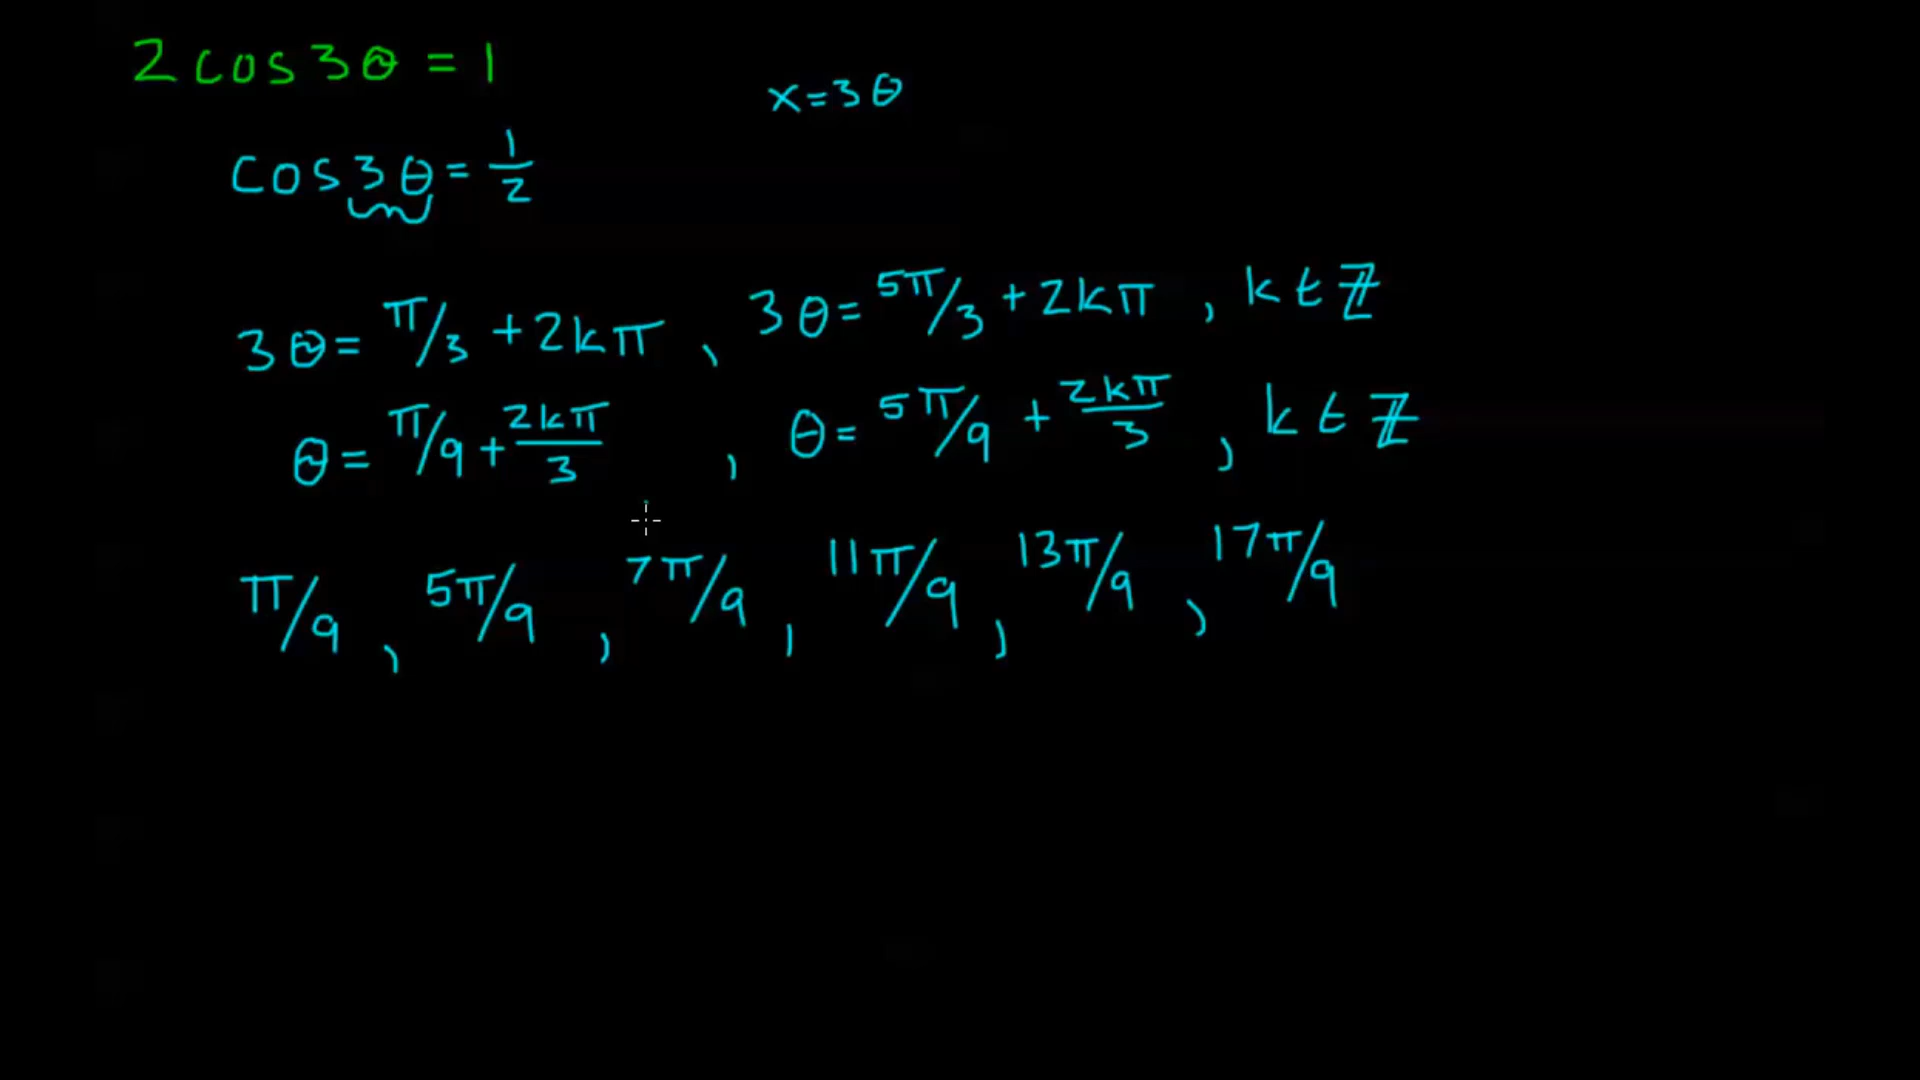 2cos3θ=1
x=3θ
cos3θ=1/2
3θ=π/3+2kπ, 3θ=5π/3+2kπ, k∈ℤ
θ=π/9+2kπ/3, θ=5π/9+2kπ/3, k∈ℤ
π/9, 5π/9, 7π/9, 11π/9, 13π/9, 17π/9